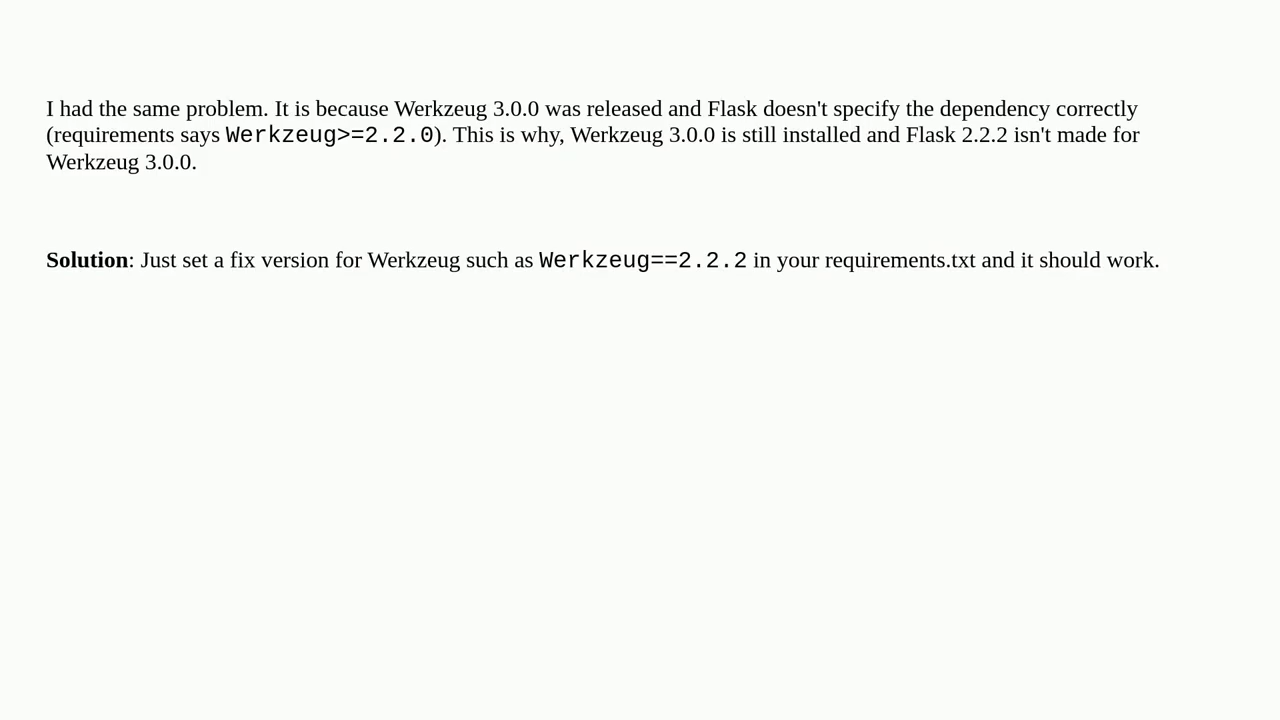 I had the same problem. It is because Werkzeug 3.0.0 was released and Flask doesn't specify the dependency correctly
(requirements says Werkzeug>=2.2.0). This is why, Werkzeug 3.0.0 is still installed and Flask 2.2.2 isn't made for
Werkzeug 3.0.0.
Solution: Just set a fix version for Werkzeug such as Werkzeug==2.2.2 in your requirements.txt and it should work.